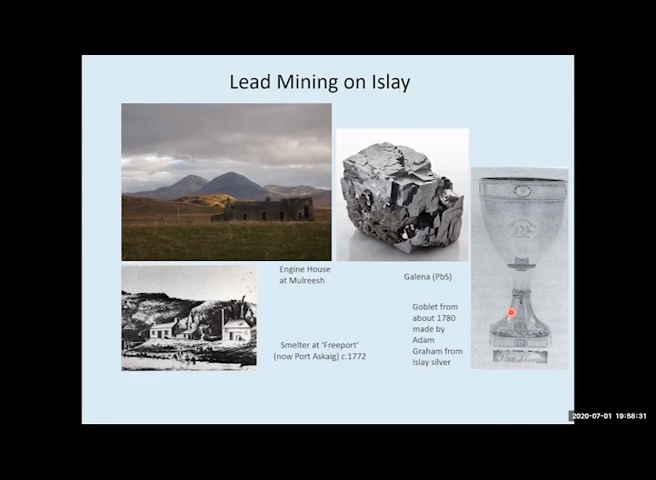 Lead Mining on Islay
Engine House
at Mulreesh
Galena (PbS)
Goblet from
about 1780
made by
Adam
Graham from
Islay silver
Smelter at 'Freeport'
(now Port Askaig) c.1772
2020-07-01 19:58:31